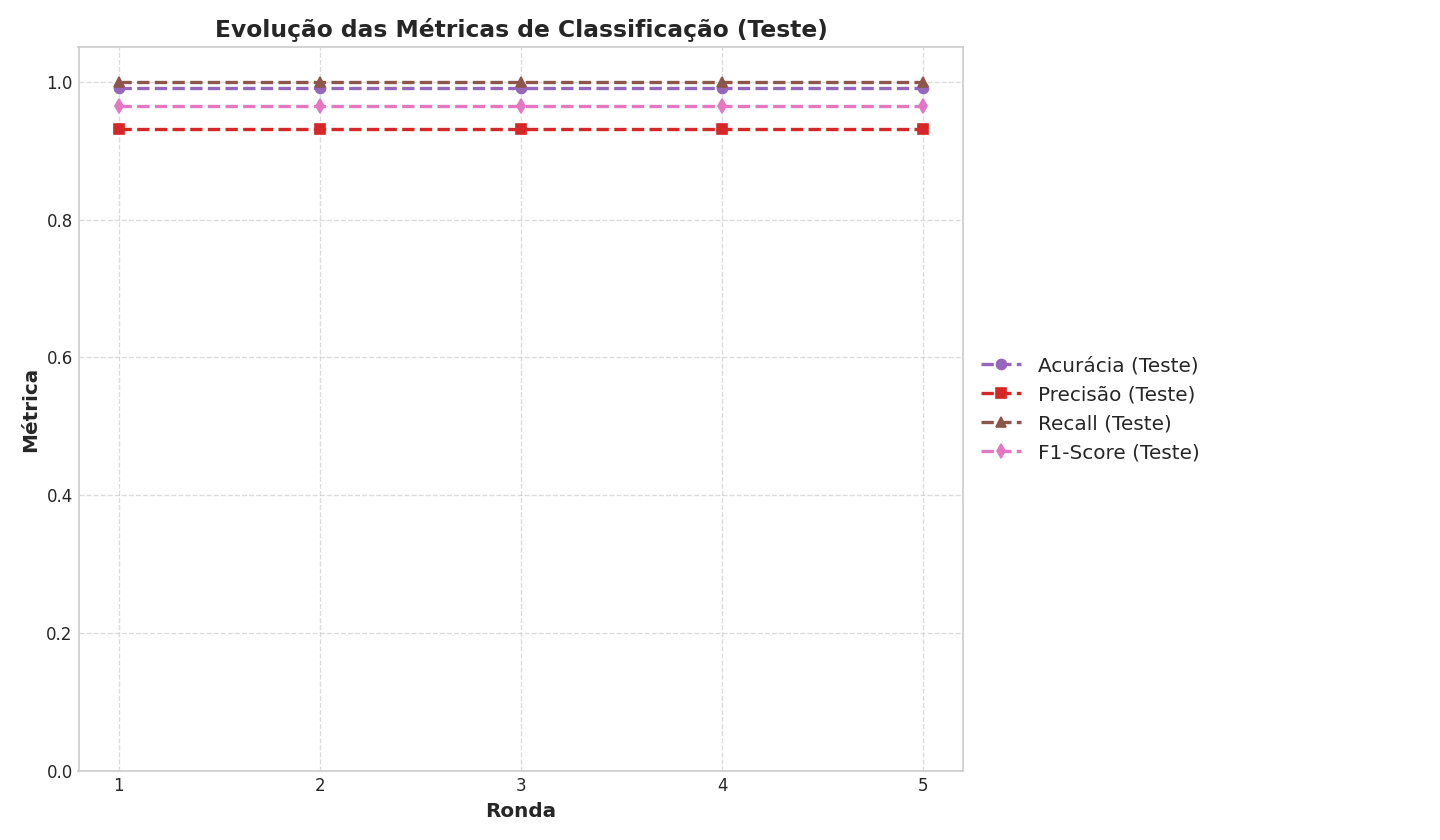 Evolução das Métricas de Classificação (Teste)
1.0
0.8
0.6
0.4
0.2
0.0
Métrica
1 2 3 4 5
Ronda
Acurácia (Teste)
Precisão (Teste)
Recall (Teste)
F1-Score (Teste)